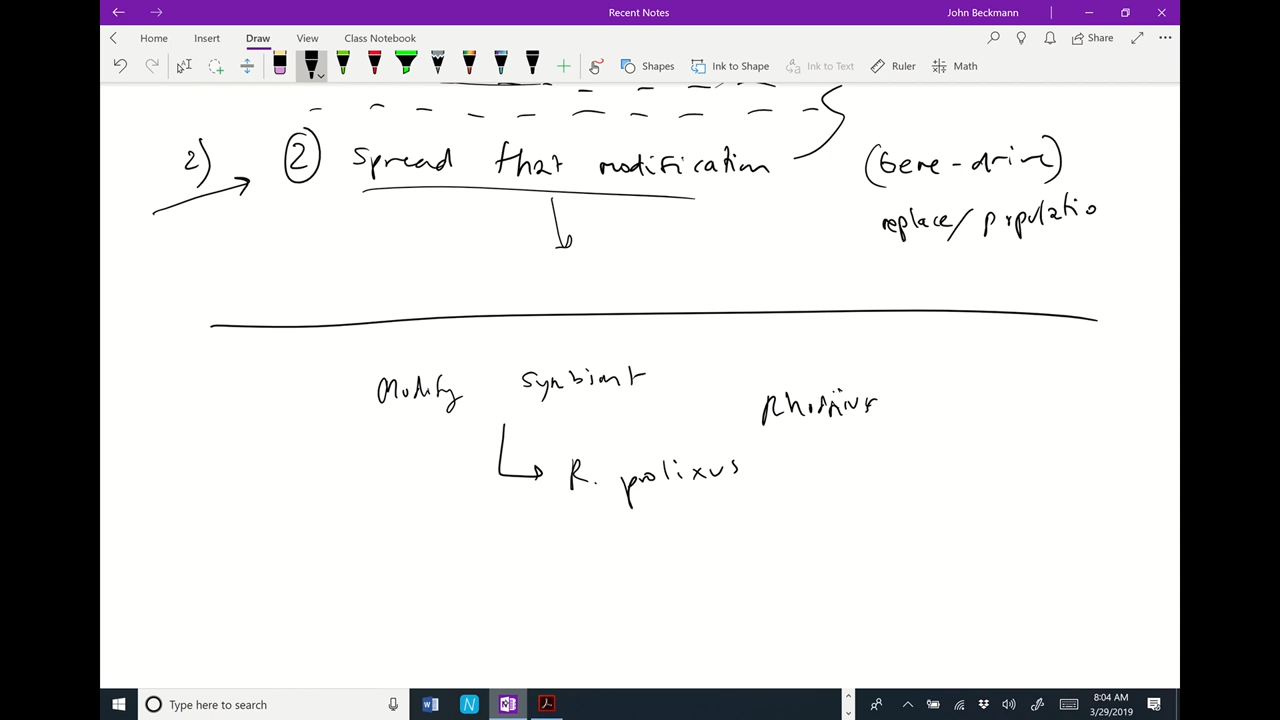 Recent Notes
John Beckmann
Home Insert Draw View Class Notebook
Share
Shapes Ink to Shape Ink to Text Ruler Math
2) 2 spread that modification (Gene-drive)
replace/populatio
Modify symbiont
Rhodnius
R. prolixus
Type here to search
8:04 AM
3/29/2019